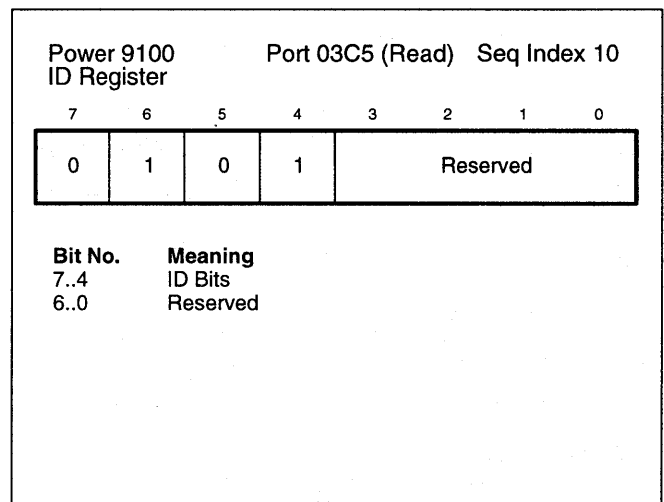 Power 9100 Port 03C5 (Read) Seq Index 10
ID Register
7 6 5 4 3 2 1 0
0 1 0 1 Reserved
Bit No. Meaning
7..4 ID Bits
6..0 Reserved